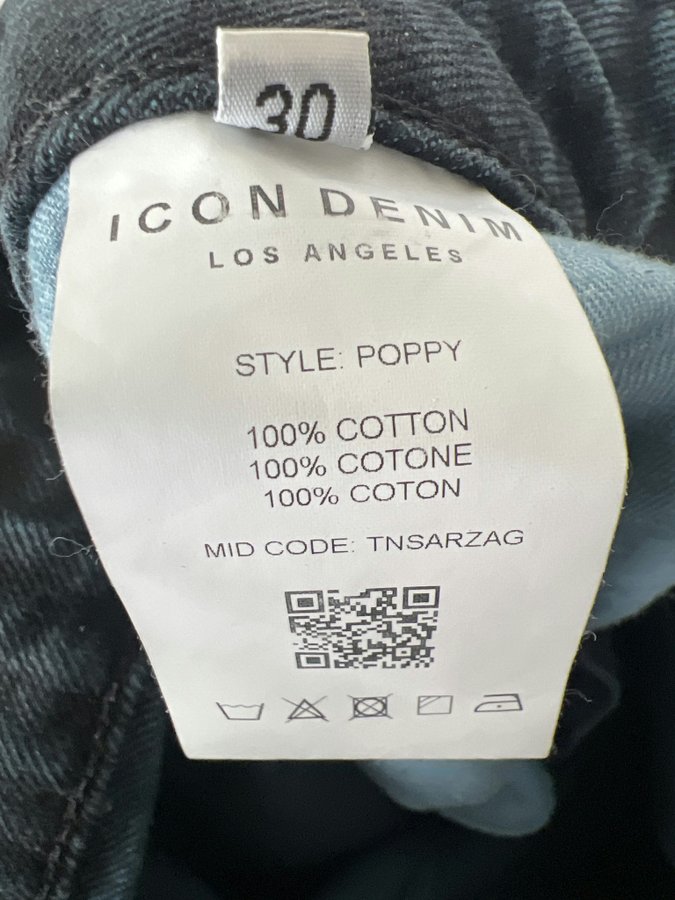 30
ICON DENIM
LOS ANGELES
STYLE: POPPY
100% COTTON
100% COTONE
100% COTON
MID CODE: TNSARZAG